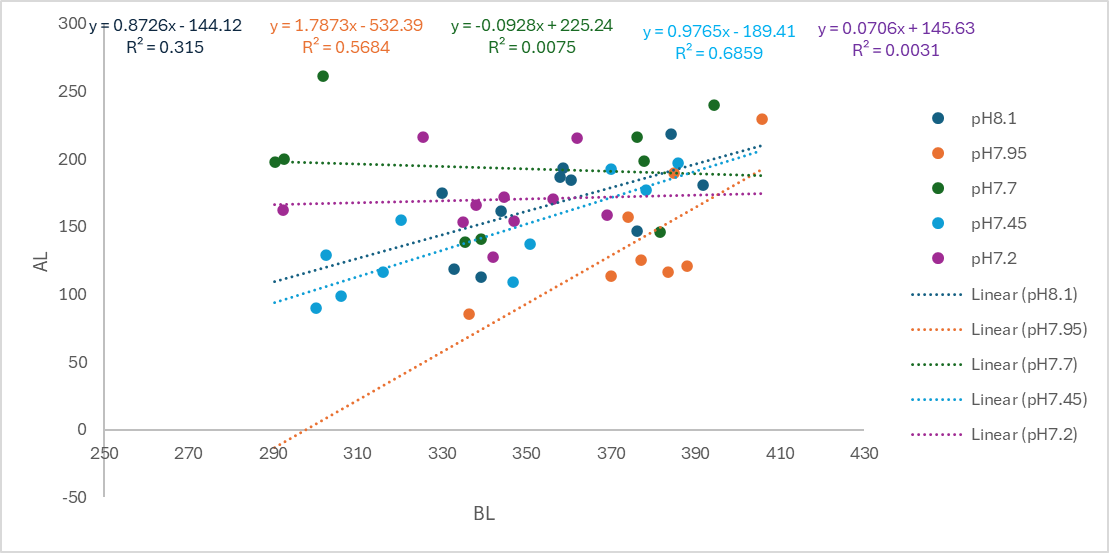 y = 0.8726x - 144.12
R² = 0.315
y = 1.7873x - 532.39
R² = 0.5684
y = -0.0928x + 225.24
R² = 0.0075
y = 0.9765x - 189.41
R² = 0.6859
y = 0.0706x + 145.63
R² = 0.0031
300
250
200
150
100
50
0
-50
AL
250 270 290 310 330 350 370 390 410 430
BL
pH8.1
pH7.95
pH7.7
pH7.45
pH7.2
Linear (pH8.1)
Linear (pH7.95)
Linear (pH7.7)
Linear (pH7.45)
Linear (pH7.2)